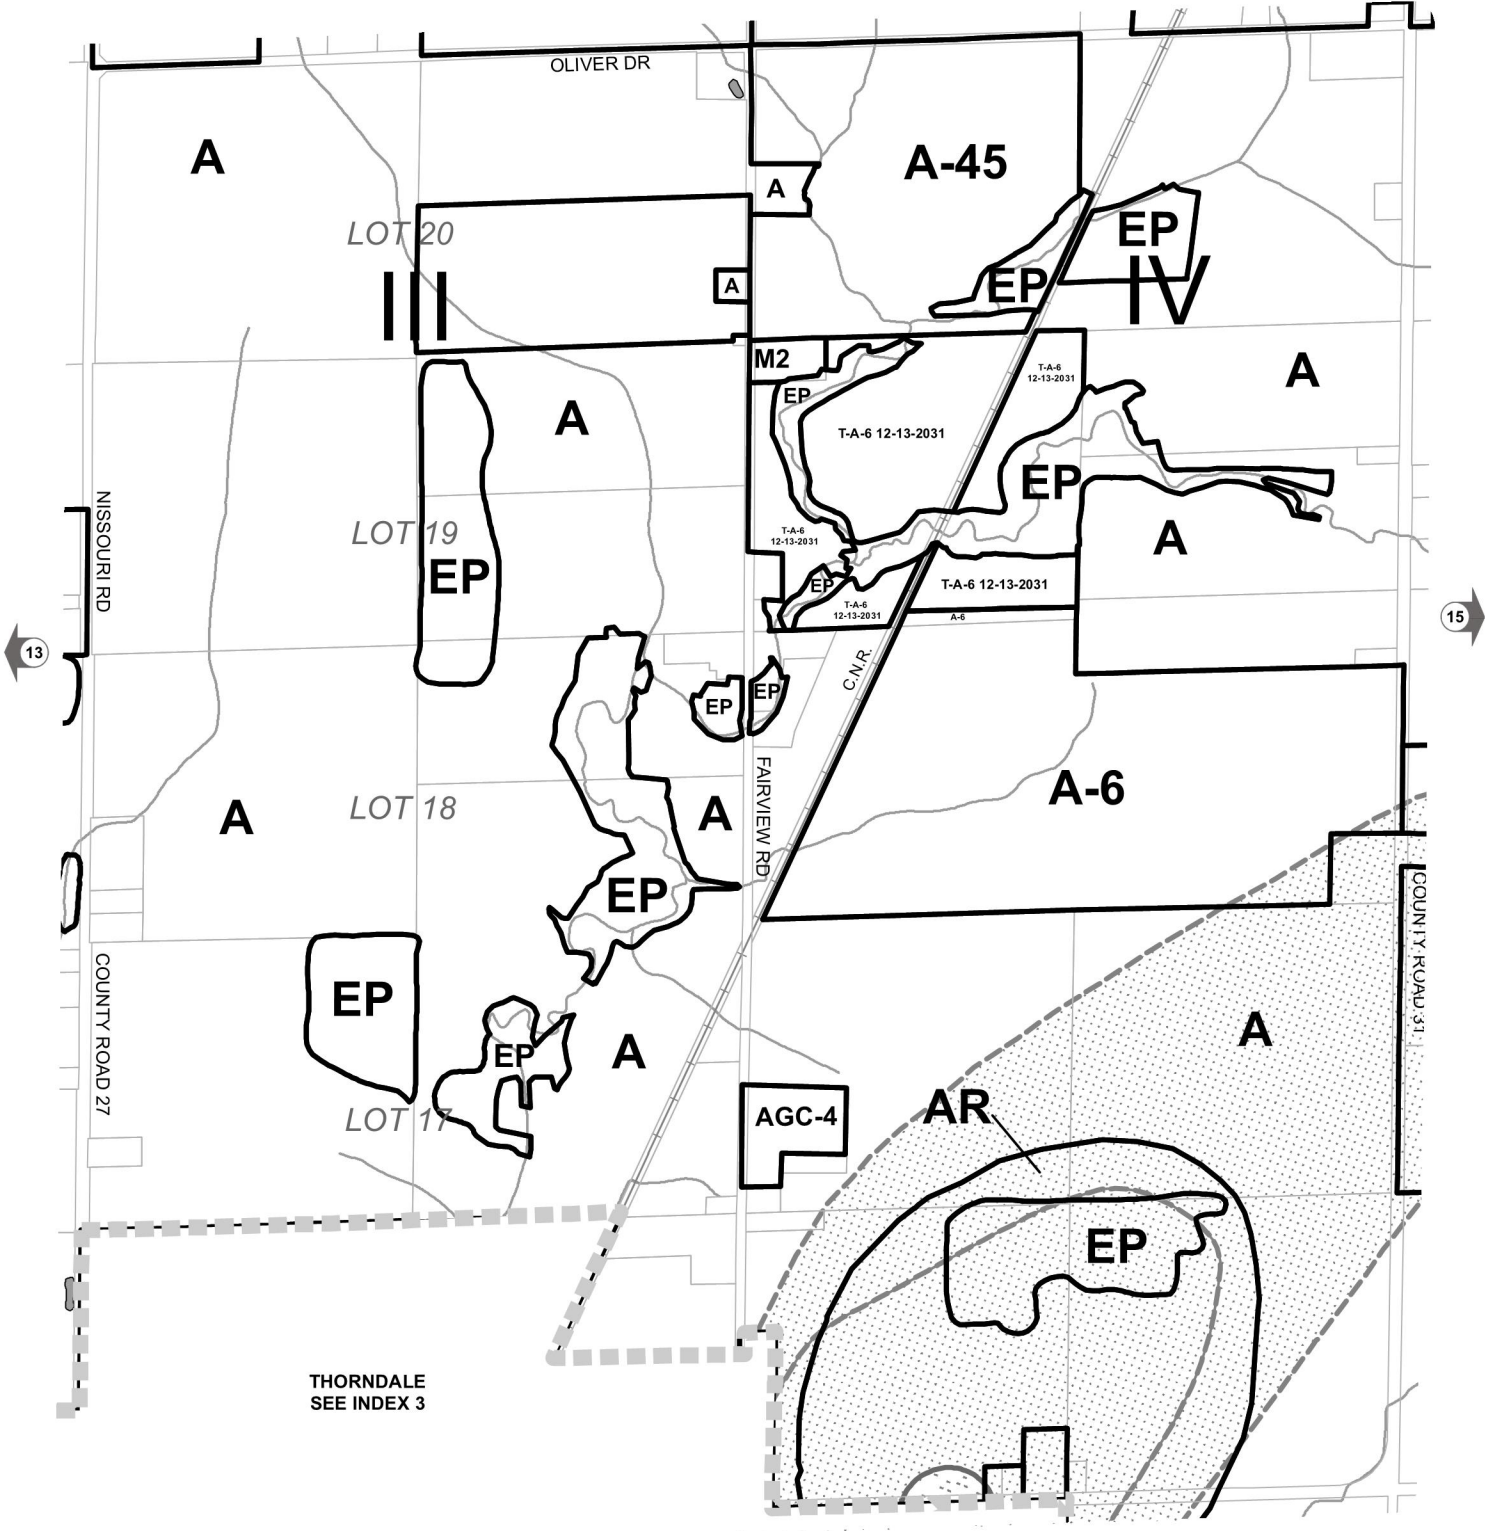 OLIVER DR
A
A-45
A
EP
LOT 20
III
A
EP
IV
M2
T-A-6
12-13-2031
A
EP
A
T-A-6 12-13-2031
EP
NISSOURI RD
LOT 19
EP
T-A-6
12-13-2031
A
EP
T-A-6 12-13-2031
T-A-6
12-13-2031
A-6
15
13
C.N.R.
EP
EP
FAIRVIEW RD
A-6
A
LOT 18
A
EP
COUNTY ROAD 31
COUNTY ROAD 27
EP
A
EP
A
LOT 17
AGC-4
AR
EP
THORNDALE
SEE INDEX 3